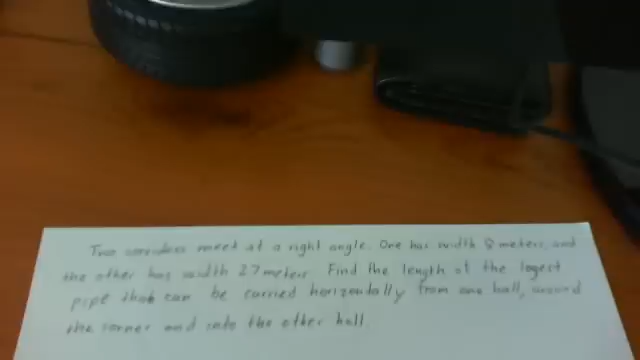 Two corridors meet at a right angle. One has width 8 meters, and
the other has width 27 meters. Find the length of the logest
pipe that can be carried horizontally from one hall, around
the corner and into the other hall